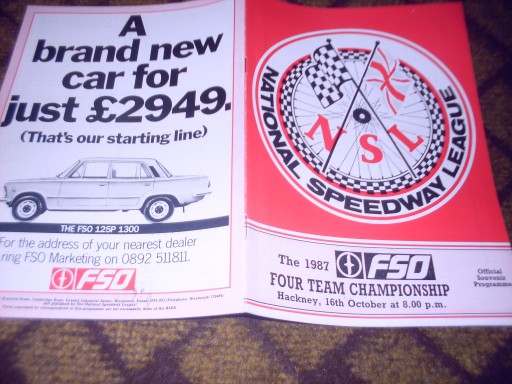 A
brand new
car for
just £2949.
(That's our starting line)
THE FSO 125P 1300
For the address of your nearest dealer
ring FSO Marketing on 0892 511811.
FSO
NATIONAL SPEEDWAY LEAGUE
NSL
The 1987 FSO
FOUR TEAM CHAMPIONSHIP
Hackney, 16th October at 8.00 p.m.
Official
Souvenir
Programme